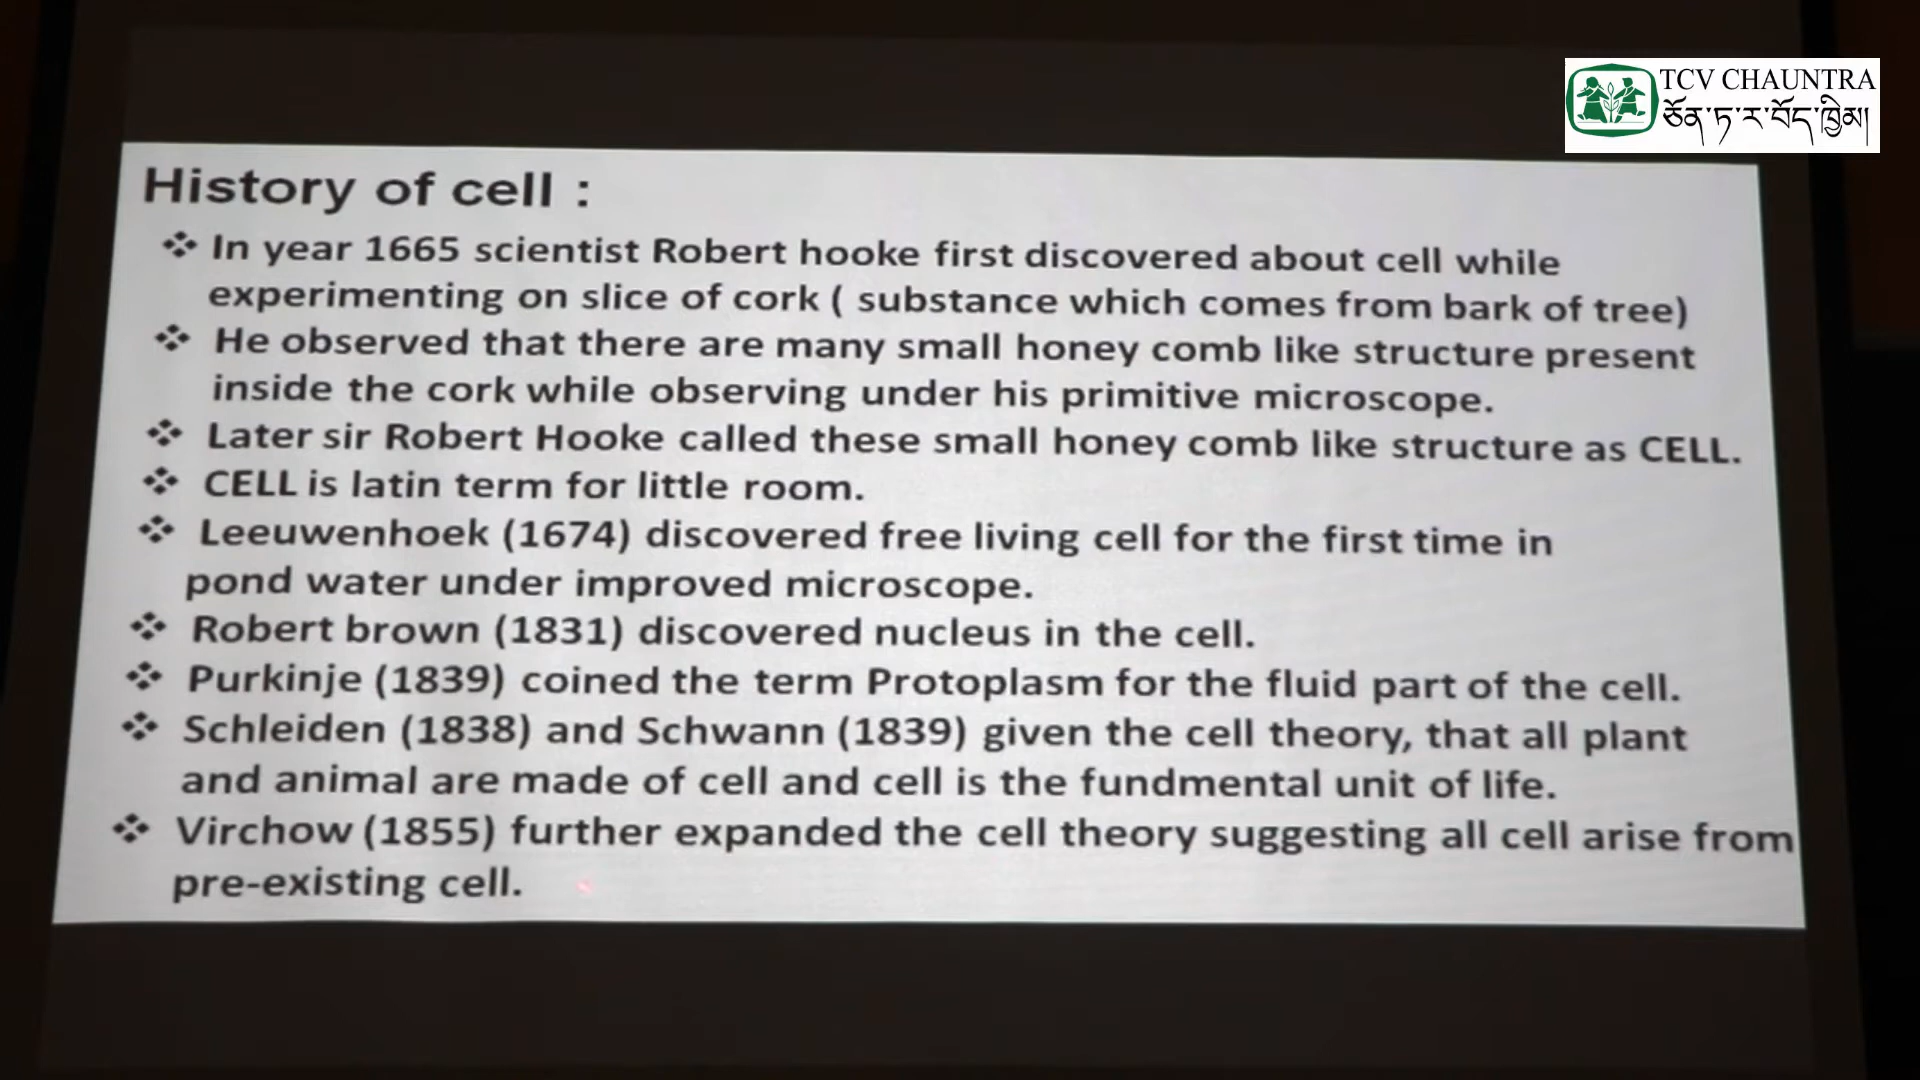 TCV CHAUNTRA
ཅོན་ཏ་ར་བོད་ཁྱིམ།
History of cell :
❖ In year 1665 scientist Robert hooke first discovered about cell while
experimenting on slice of cork ( substance which comes from bark of tree)
❖ He observed that there are many small honey comb like structure present
inside the cork while observing under his primitive microscope.
❖ Later sir Robert Hooke called these small honey comb like structure as CELL.
❖ CELL is latin term for little room.
❖ Leeuwenhoek (1674) discovered free living cell for the first time in
pond water under improved microscope.
❖ Robert brown (1831) discovered nucleus in the cell.
❖ Purkinje (1839) coined the term Protoplasm for the fluid part of the cell.
❖ Schleiden (1838) and Schwann (1839) given the cell theory, that all plant
and animal are made of cell and cell is the fundmental unit of life.
❖ Virchow (1855) further expanded the cell theory suggesting all cell arise from
pre-existing cell.